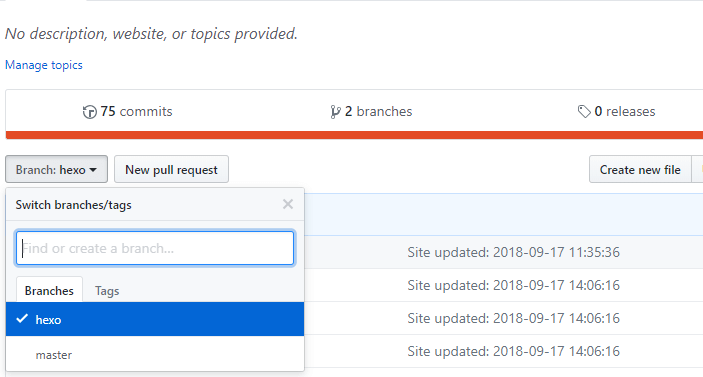 No description, website, or topics provided.
Manage topics
75 commits
2 branches
0 releases
Branch: hexo
New pull request
Create new file
Switch branches/tags
Find or create a branch...
Branches
Tags
hexo
master
Site updated: 2018-09-17 11:35:36
Site updated: 2018-09-17 14:06:16
Site updated: 2018-09-17 14:06:16
Site updated: 2018-09-17 14:06:16